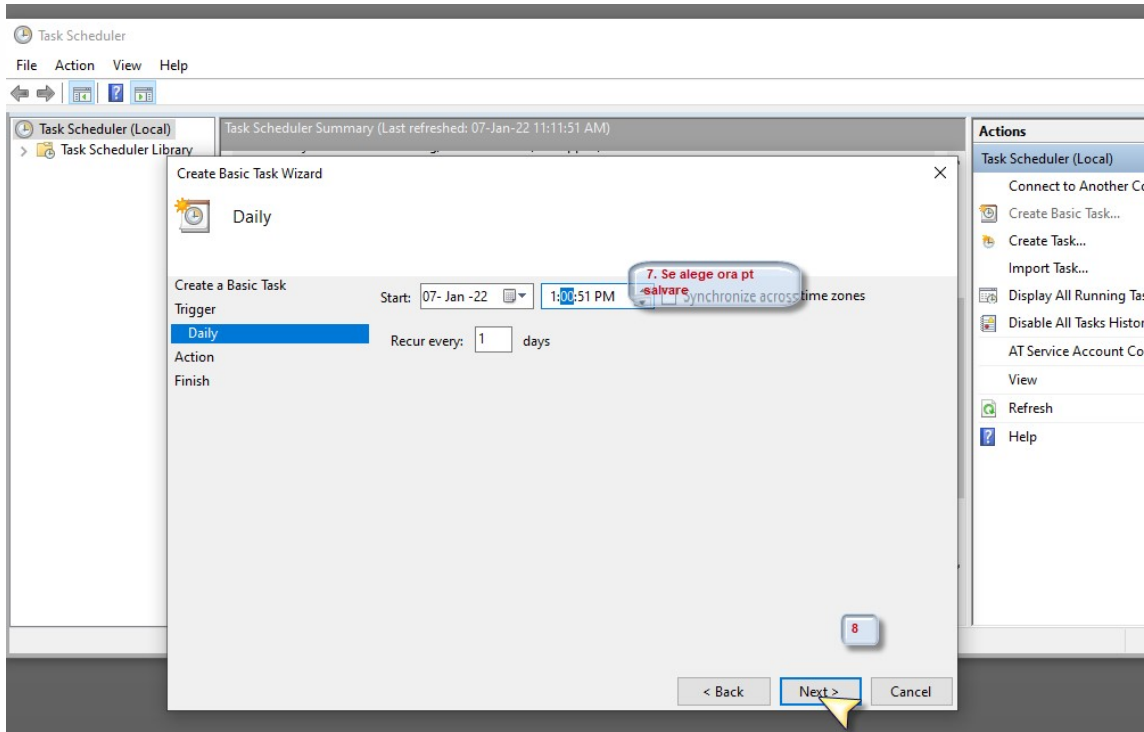 Task Scheduler
File Action View Help
Task Scheduler (Local)
Task Scheduler Library
Task Scheduler Summary (Last refreshed: 07-Jan-22 11:11:51 AM)
Create Basic Task Wizard
Daily
Create a Basic Task
Trigger
Daily
Action
Finish
Start: 07- Jan -22 1:00:51 PM Synchronize across time zones
7. Se alege ora pt
salvare
Recur every: 1 days
8
< Back Next > Cancel
Actions
Task Scheduler (Local)
Connect to Another
Create Basic Task...
Create Task...
Import Task...
Display All Running
Disable All Tasks
AT Service Account
View
Refresh
Help